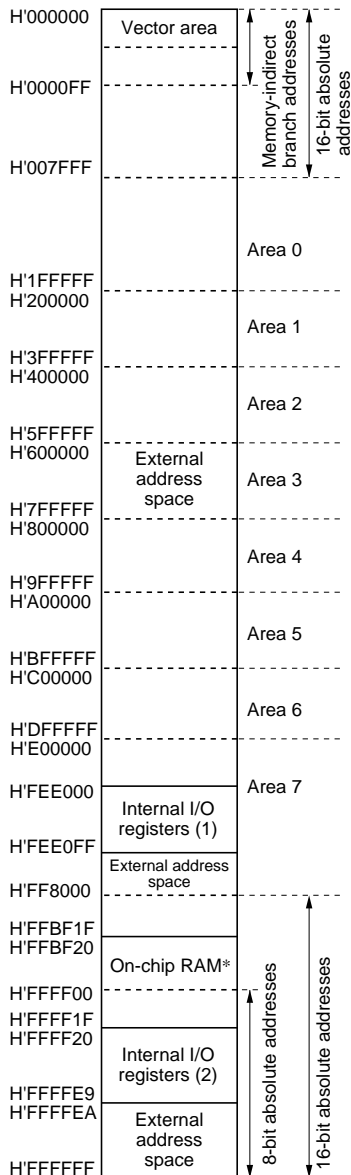 H'000000
Vector area
H'0000FF
Memory-indirect
branch addresses
16-bit absolute
addresses
H'007FFF
Area 0
H'1FFFFF
H'200000
Area 1
H'3FFFFF
H'400000
Area 2
H'5FFFFF
H'600000
External
address
space
Area 3
H'7FFFFF
H'800000
Area 4
H'9FFFFF
H'A00000
Area 5
H'BFFFFF
H'C00000
Area 6
H'DFFFFF
H'E00000
Area 7
H'FEE000
Internal I/O
registers (1)
H'FEE0FF
External address
space
H'FF8000
H'FFBF1F
H'FFBF20
On-chip RAM*
H'FFFF00
H'FFFF1F
H'FFFF20
Internal I/O
registers (2)
8-bit absolute addresses
16-bit absolute addresses
H'FFFFE9
H'FFFFEA
External
address
space
H'FFFFFF